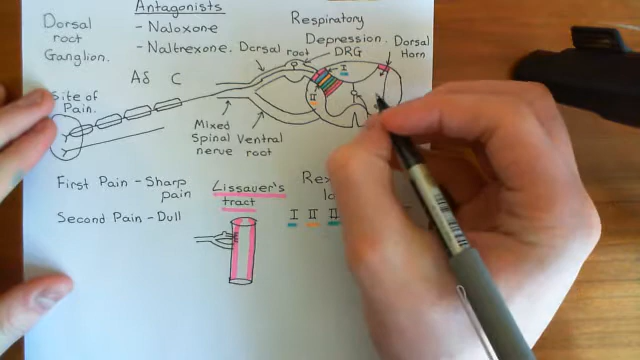 Antagonists
- Naloxone
- Naltrexone.
Dorsal
root
Ganglion.
Respiratory
Depression.
Dorsal root
DRG
Dorsal
Horn
I
II
Aδ C
Site of
Pain.
Mixed
Spinal
nerve
Ventral
root
First Pain - Sharp
pain
Second Pain - Dull
Lissauer's
tract
I II